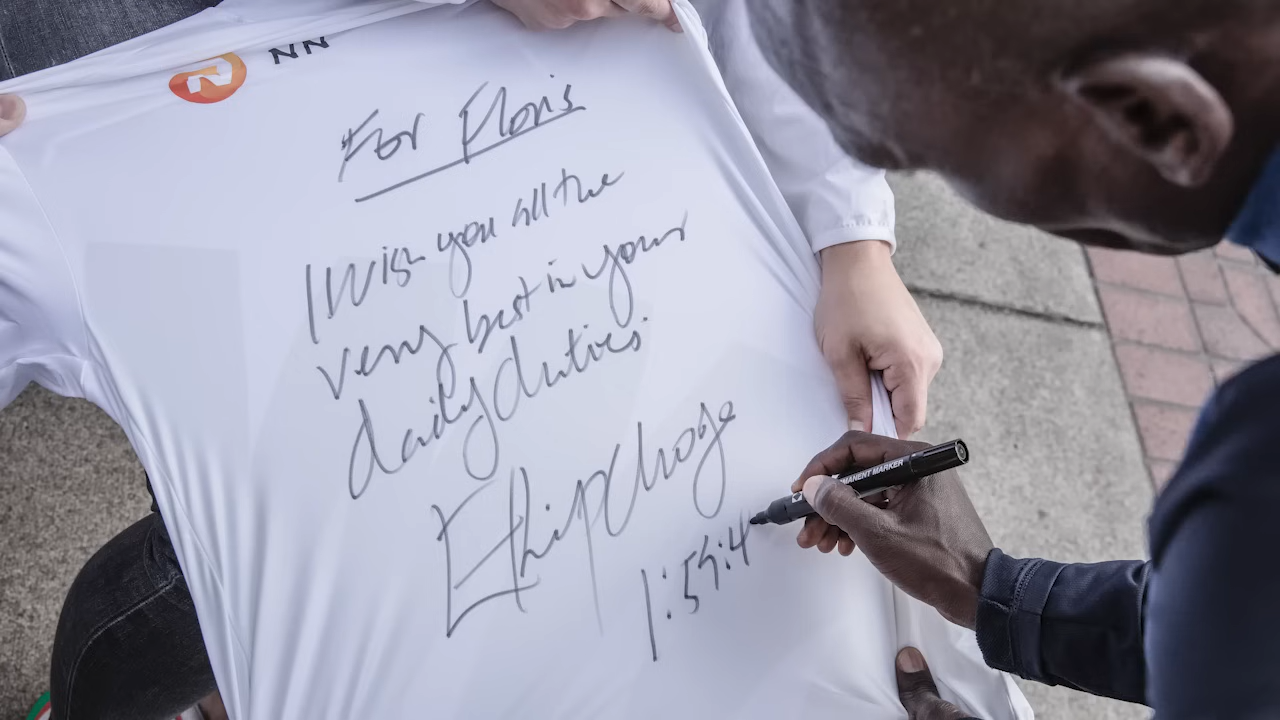 NN
For Floris
I Wish you all the
very best in your
daily duties.
EKipchoge
1:59:4
PERMANENT MARKER